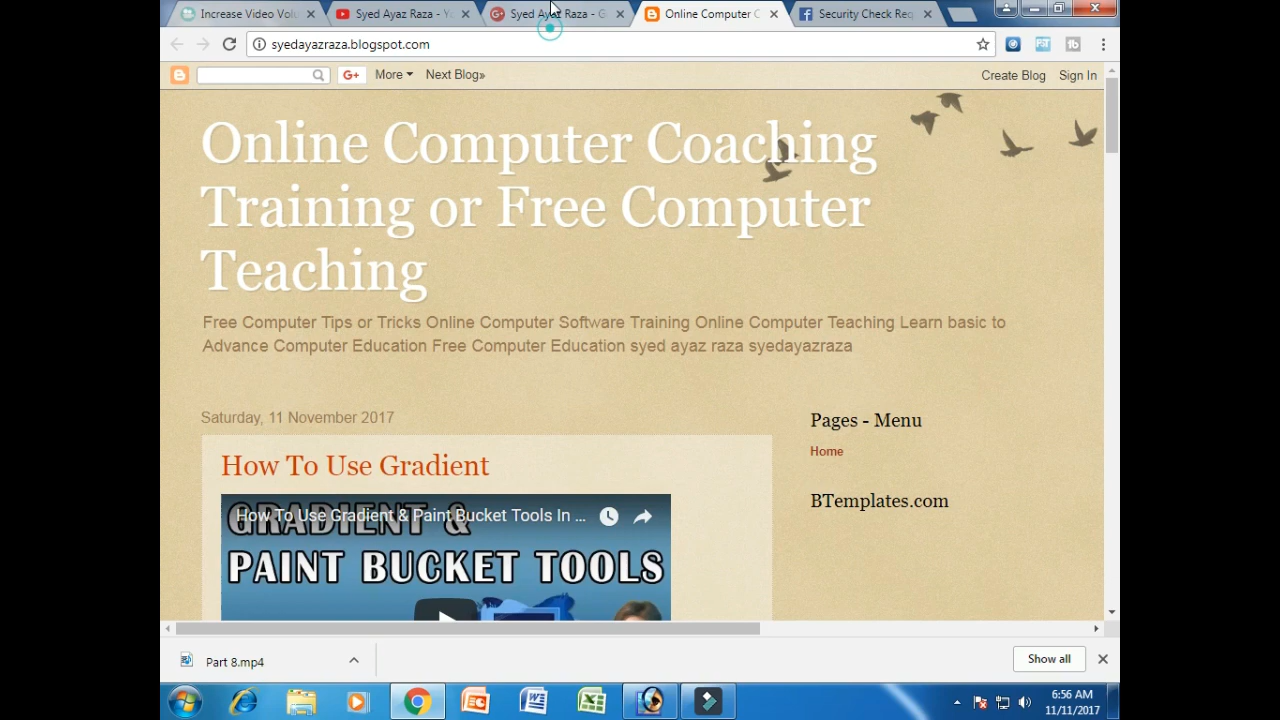 Increase Video Volu
Syed Ayaz Raza - Yo
Syed Ayaz Raza - G
Online Computer C
Security Check Req
syedayazraza.blogspot.com
G+
More
Next Blog»
Create Blog
Sign In
Online Computer Coaching
Training or Free Computer
Teaching
Free Computer Tips or Tricks Online Computer Software Training Online Computer Teaching Learn basic to
Advance Computer Education Free Computer Education syed ayaz raza syedayazraza
Saturday, 11 November 2017
How To Use Gradient
How To Use Gradient & Paint Bucket Tools In ...
GRADIENT &
PAINT BUCKET TOOLS
Pages - Menu
Home
BTemplates.com
Part 8.mp4
Show all
6:56 AM
11/11/2017